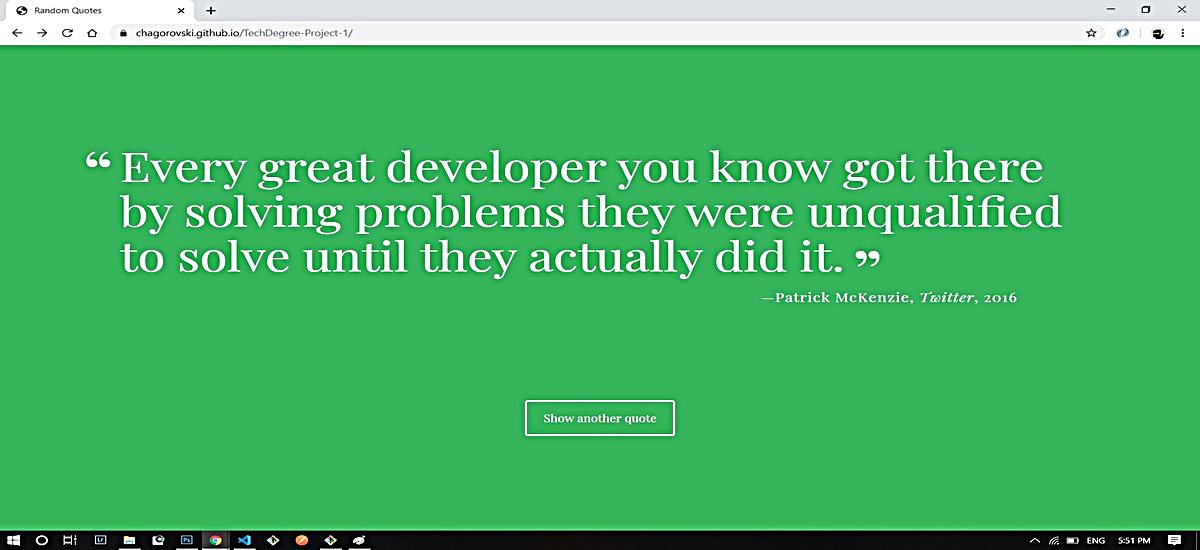 Random Quotes
chagorovski.github.io/TechDegree-Project-1/
“Every great developer you know got there
by solving problems they were unqualified
to solve until they actually did it.”
—Patrick McKenzie, Twitter, 2016
Show another quote
Lr
Ps
ENG
5:51 PM